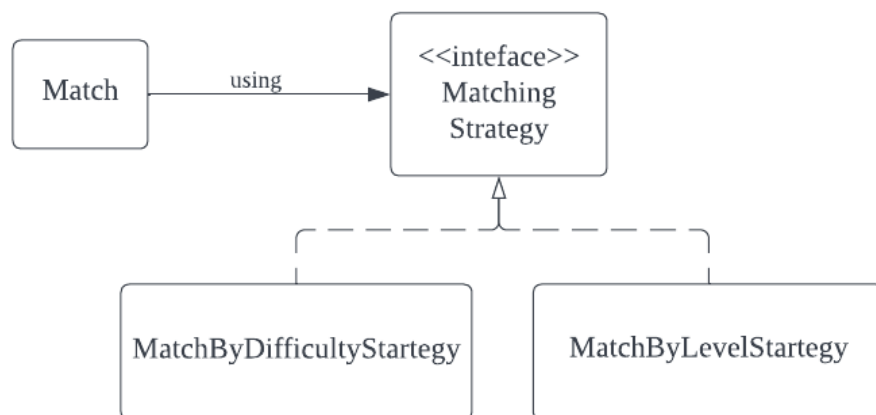 Match
using
<<inteface>>
Matching
Strategy
MatchByDifficultyStartegy
MatchByLevelStartegy